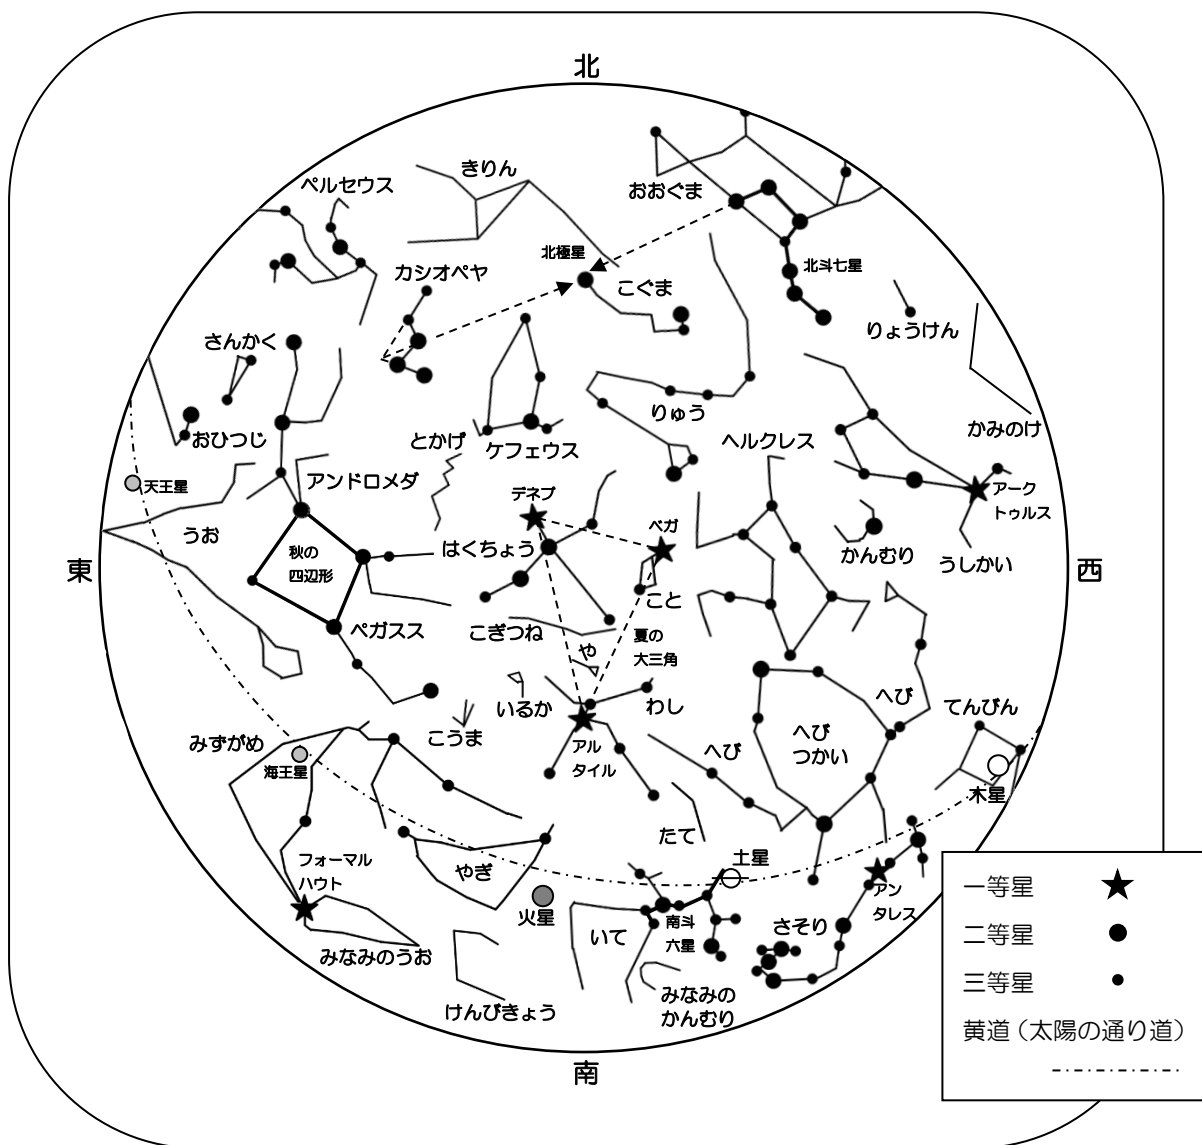 北
きりん
ペルセウス
おおぐま
北極星
北斗七星
カシオペヤ
こぐま
りょうけん
さんかく
おひつじ
とかげ
ケフェウス
りゅう
ヘルクレス
かみのけ
天王星
アンドロメダ
デネブ
アーク
トゥルス
うお
秋の
四辺形
はくちょう
ベガ
かんむり
うしかい
東
西
ペガスス
こぎつね
こと
や
夏の
大三角
いるか
わし
へび
てんびん
みずがめ
こうま
アル
タイル
へび
へび
つかい
海王星
木星
たて
フォーマル
ハウト
やぎ
土星
アン
タレス
火星
いて
南斗
六星
さそり
みなみのうお
けんびきょう
みなみの
かんむり
南
一等星
二等星
三等星
黄道（太陽の通り道）